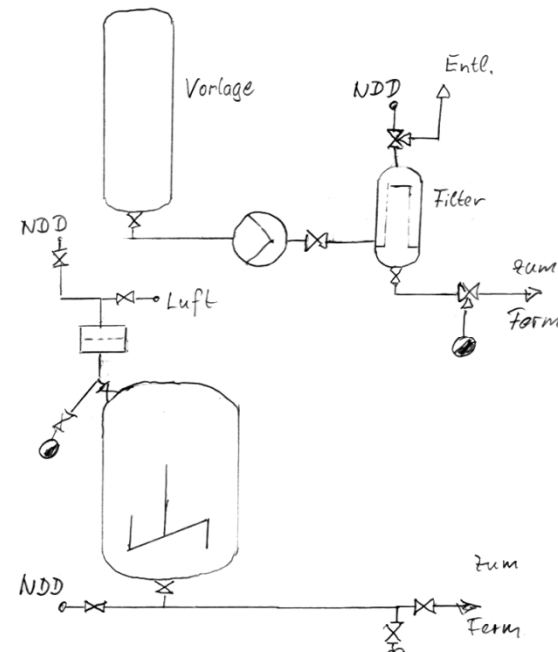 Entl.
Vorlage
NDD
Filter
NDD
zum
Ferm
Luft
NDD
zum
Ferm